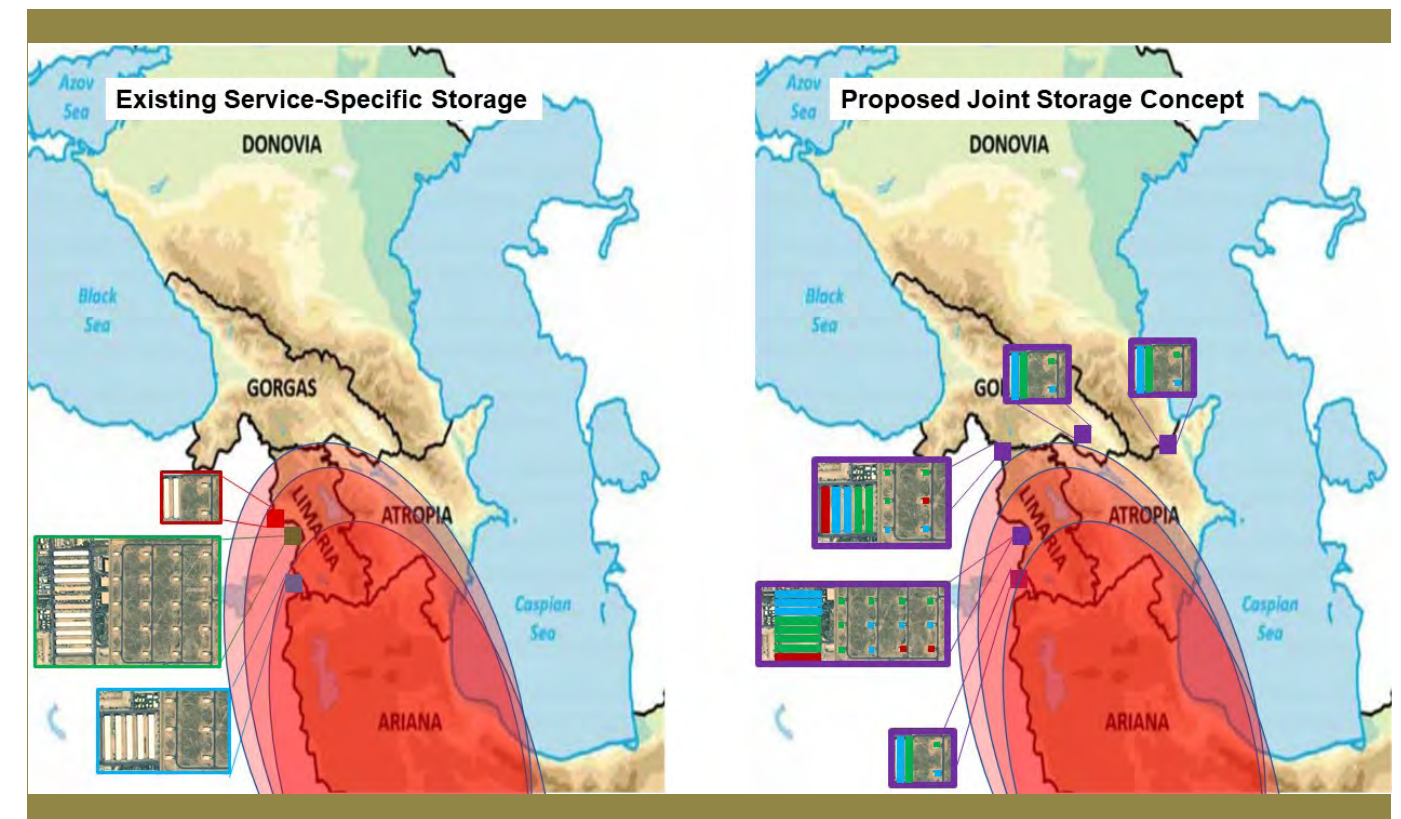 Existing Service-Specific Storage
Azov
Sea
DONOVIA
Black
Sea
GORGAS
LIMARIA
ATROPIA
Caspian
Sea
ARIANA
Proposed Joint Storage Concept
Azov
Sea
DONOVIA
Black
Sea
GO
LIMARIA
ATROPIA
Caspian
Sea
ARIANA